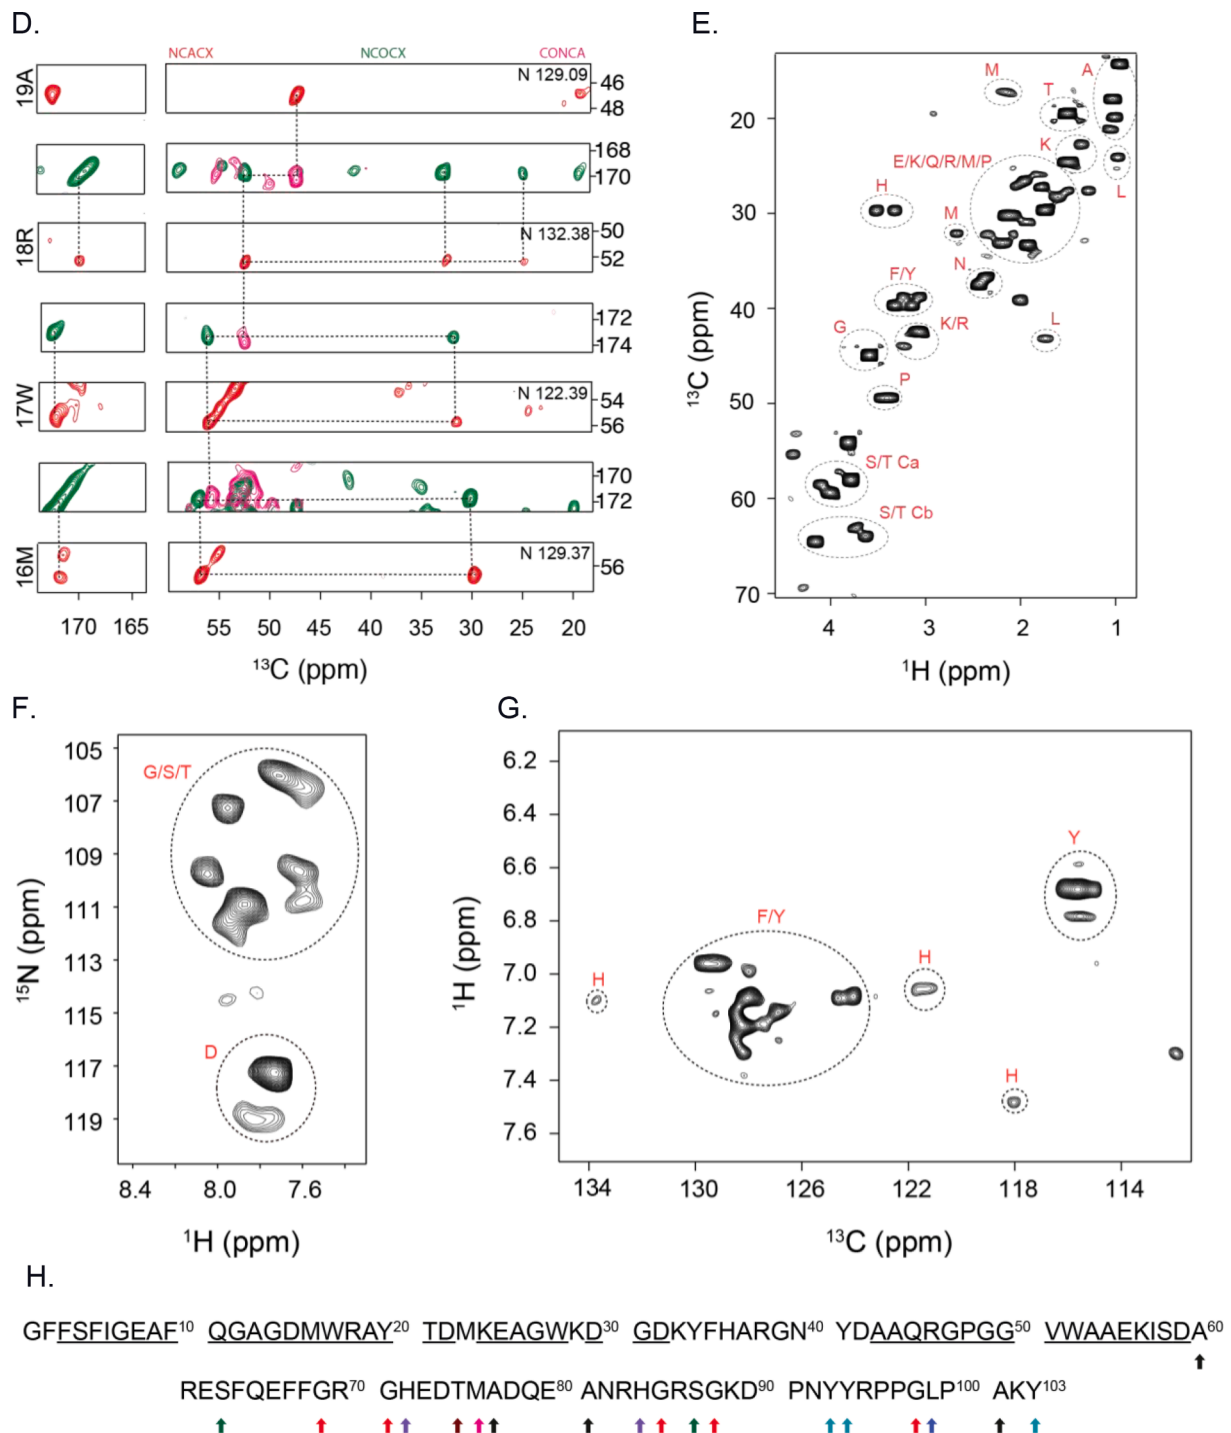 D.
NCACX NCOCX CONCA
19A N 129.09 46
48
168
170
18R N 132.38 50
52
172
174
17W N 122.39 54
56
170
172
16M N 129.37 56
170 165 55 50 45 40 35 30 25 20
13C (ppm)
E.
M A
T
20
K
E/K/Q/R/M/P
L
H
30
M
N
F/Y
40
K/R
G L
P
50
S/T Ca
60
S/T Cb
70
13C (ppm)
4 3 2 1
1H (ppm)
F.
105
G/S/T
107
109
111
113
115
D
117
119
15N (ppm)
8.4 8.0 7.6
1H (ppm)
G.
6.2
6.4
6.6
Y
6.8
F/Y
7.0
H H
7.2
7.4
H
7.6
1H (ppm)
134 130 126 122 118 114
13C (ppm)
H.
GFFSFIGEAF10 QGAGDMWRAY20 TDMKEAGWKD30 GDKYFHARGN40 YDAAQRGPGG50 VWAAEKISDA60
RESFQEFFGR70 GHEDTMADQE80 ANRHGRSGKD90 PNYYRPPGLP100 AKY103